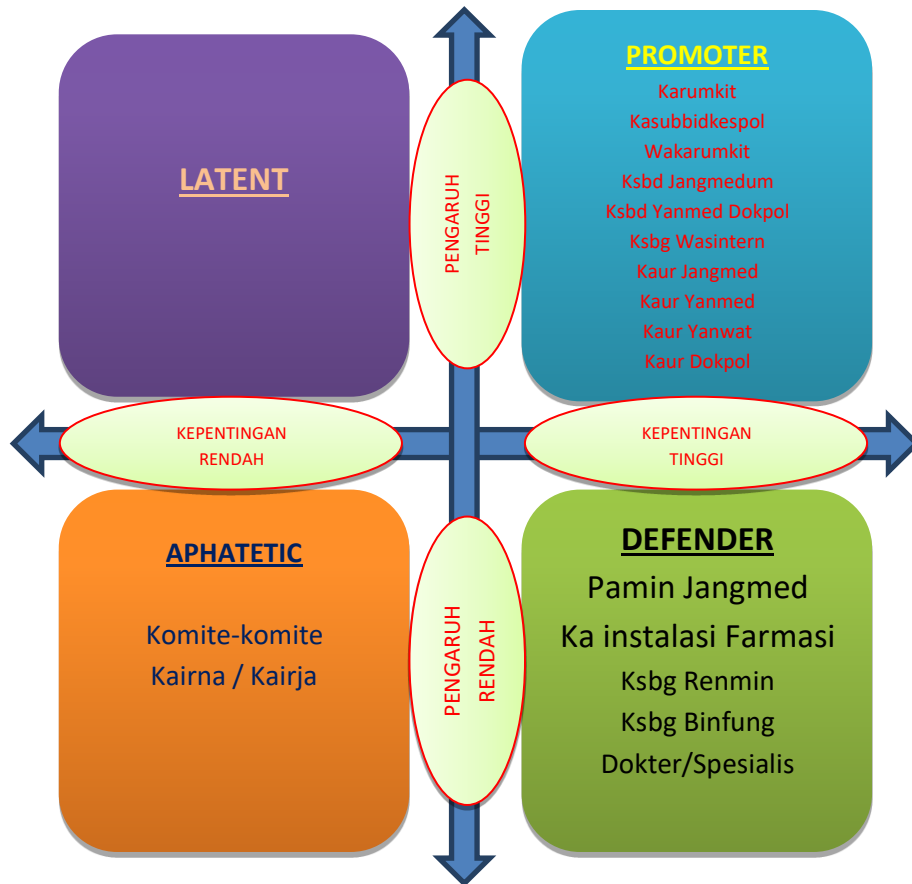 LATENT
PENGARUH
TINGGI
PROMOTER
Karumkit
Kasubbidkespol
Wakarumkit
Ksbd Jangmedum
Ksbd Yanmed Dokpol
Ksbg Wasintern
Kaur Jangmed
Kaur Yanmed
Kaur Yanwat
Kaur Dokpol
KEPENTINGAN
RENDAH
KEPENTINGAN
TINGGI
APHATETIC
Komite-komite
Kairna / Kairja
PENGARUH
RENDAH
DEFENDER
Pamin Jangmed
Ka instalasi Farmasi
Ksbg Renmin
Ksbg Binfung
Dokter/Spesialis